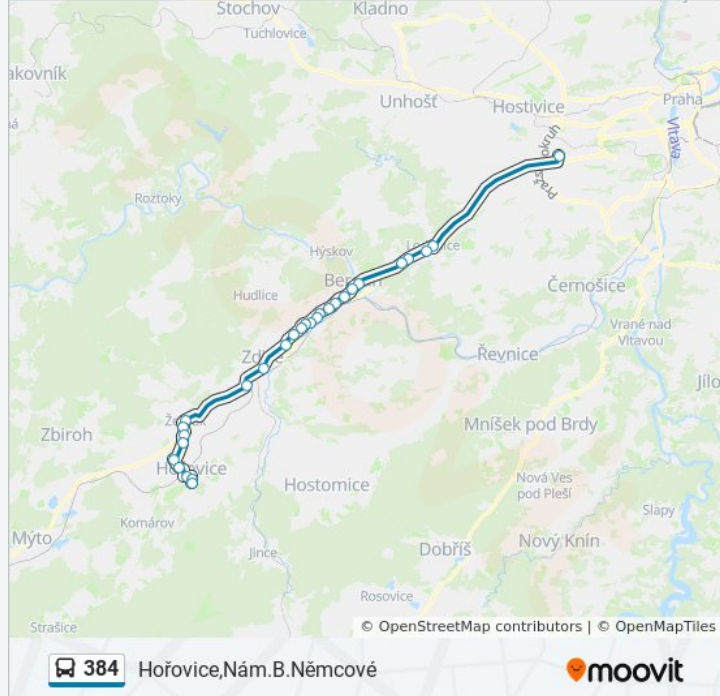 Stochov
Kladno
Tuchlovice
akovník
Unhošť
Hostivice
Praha
Vltava
Pražský okruh
Roztoky
Hýskov
Hudlice
Černošice
Vrané nad
Vltavou
Řevnice
Jílo
Mníšek pod Brdy
Zbiroh
Hostomice
Nová Ves
pod Pleší
Slapy
Komárov
Mýto
Nový Knín
Dobříš
Jince
Rosovice
Strašice
© OpenStreetMap contributors | © OpenMapTiles
384 Hořovice,Nám.B.Němcové
moovit